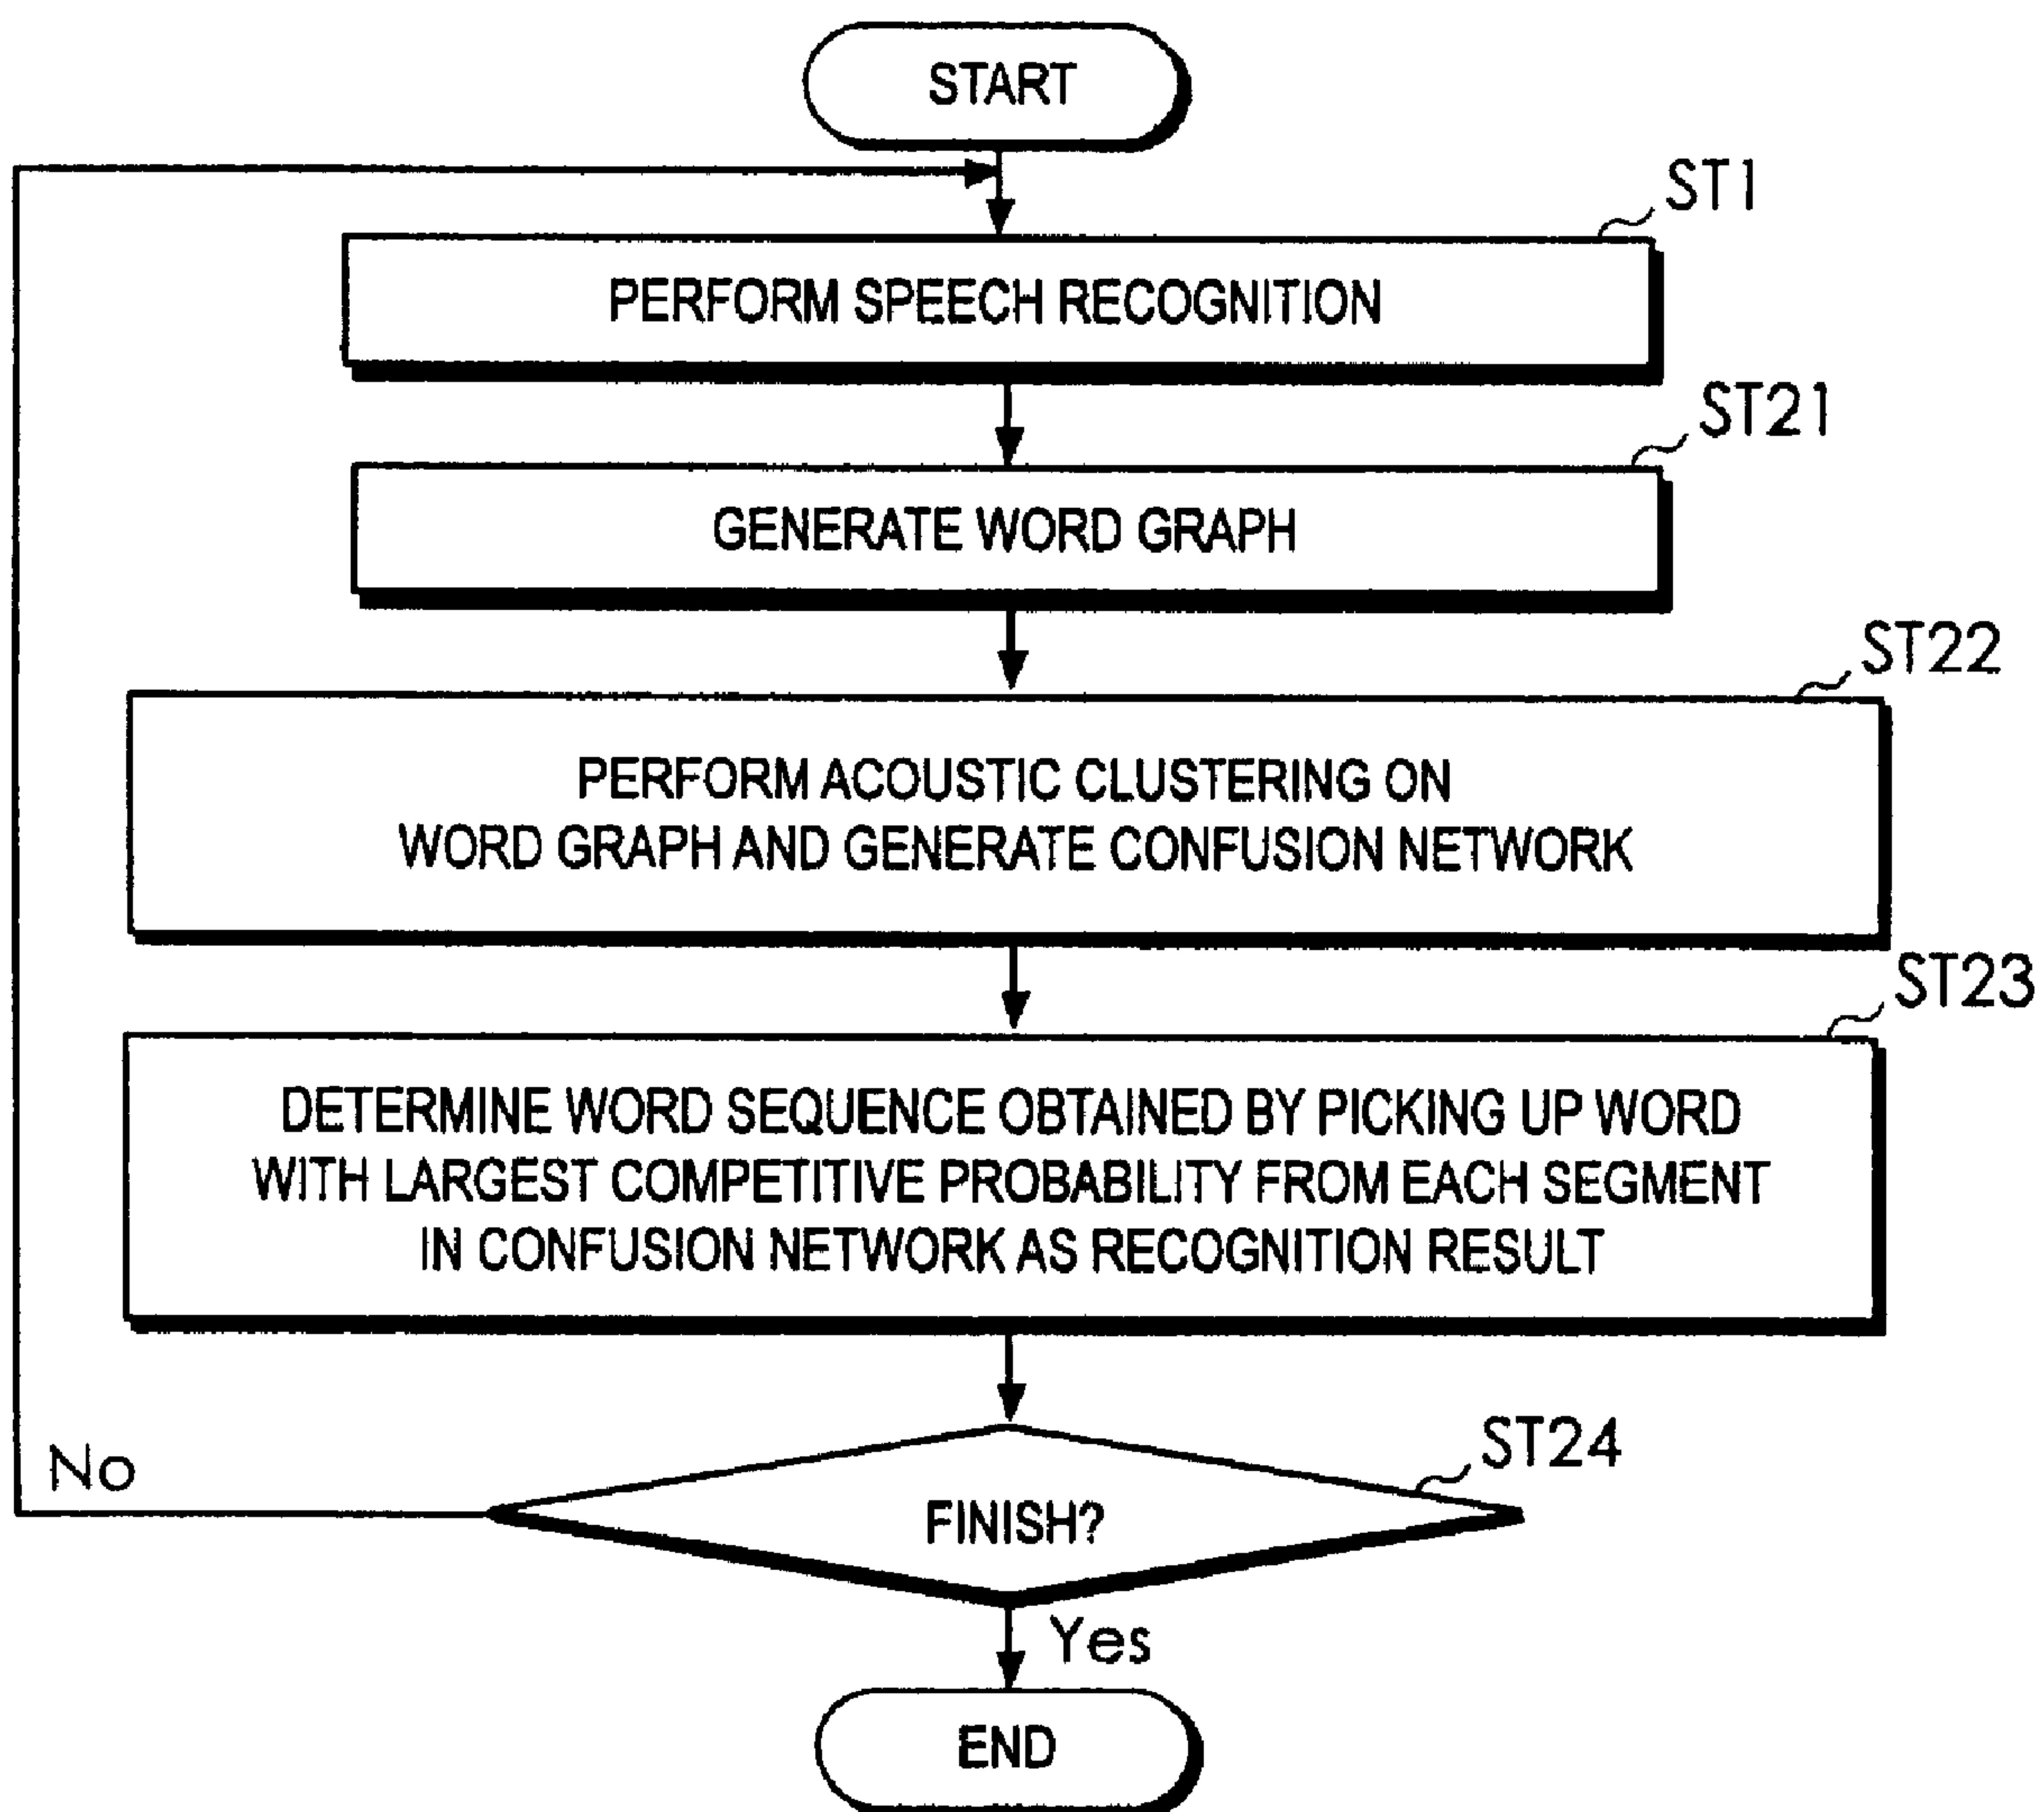 START
ST1
PERFORM SPEECH RECOGNITION
ST21
GENERATE WORD GRAPH
ST22
PERFORM ACOUSTIC CLUSTERING ON
WORD GRAPH AND GENERATE CONFUSION NETWORK
ST23
DETERMINE WORD SEQUENCE OBTAINED BY PICKING UP WORD
WITH LARGEST COMPETITIVE PROBABILITY FROM EACH SEGMENT
IN CONFUSION NETWORK AS RECOGNITION RESULT
ST24
No
FINISH?
Yes
END